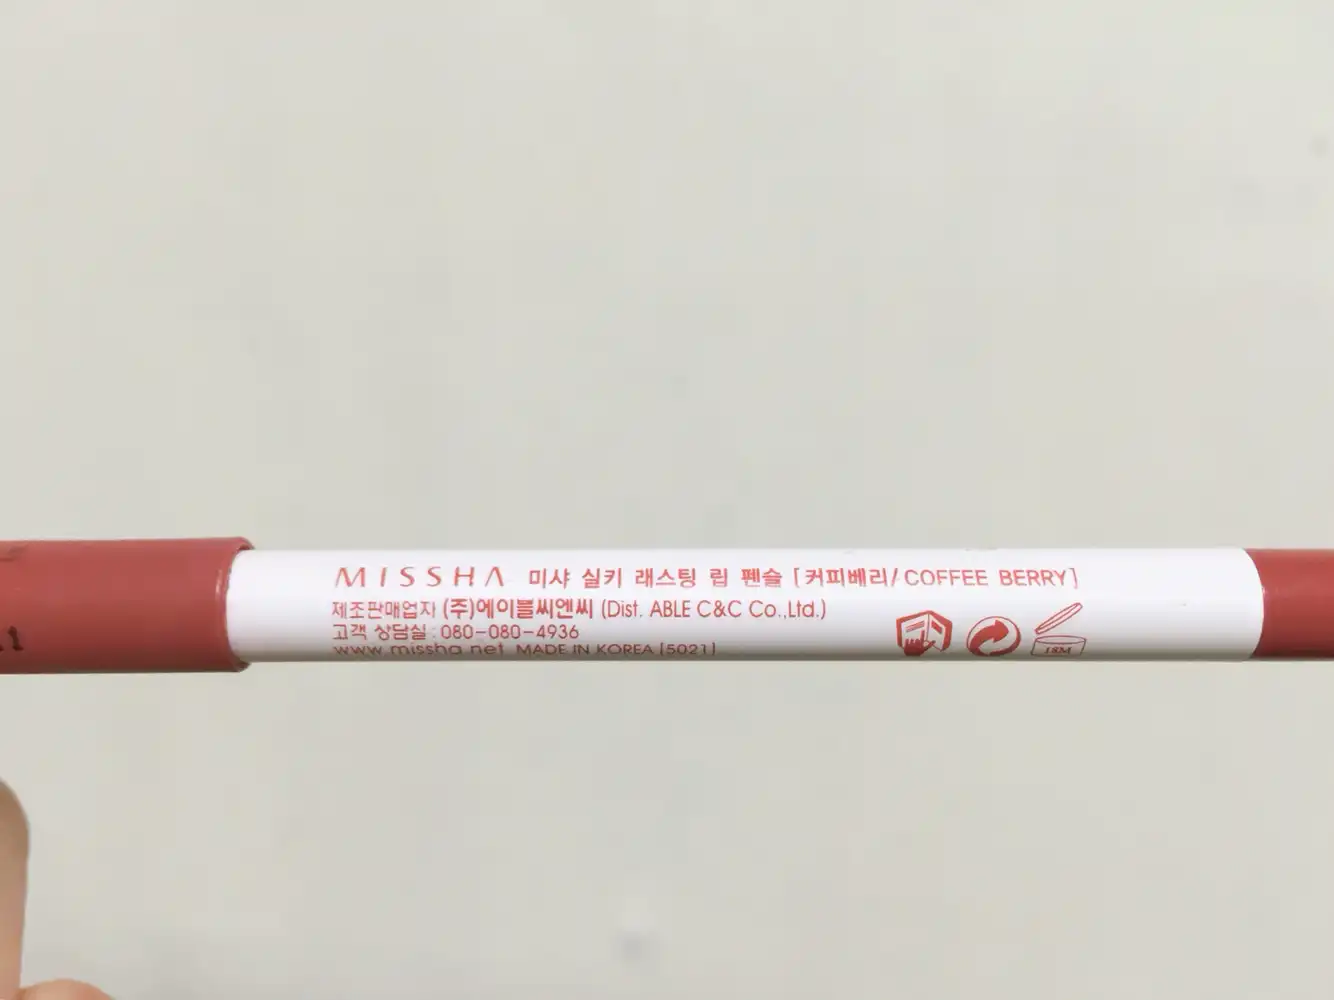 MISSHA 미샤 실키 래스팅 립 펜슬 [커피베리/COFFEE BERRY]
제조판매업자 (주)에이블씨엔씨 (Dist. ABLE C&C Co.,Ltd.)
고객 상담실 : 080-080-4936
www.missha.net MADE IN KOREA [5021]
18M